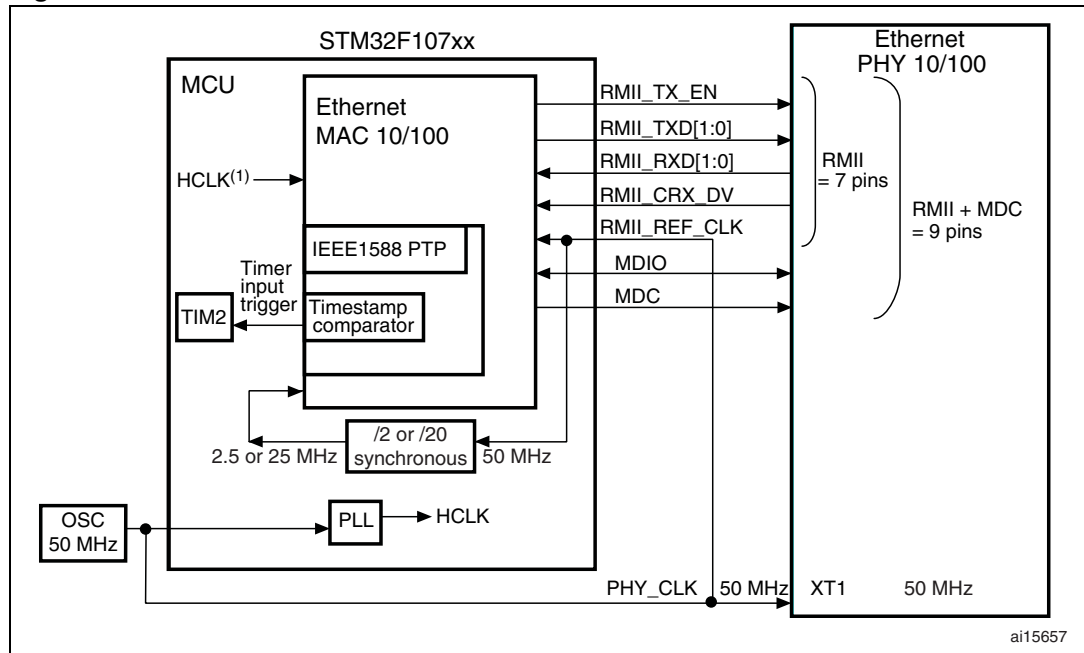 STM32F107xx
MCU
Ethernet
MAC 10/100
HCLK(1)
IEEE1588 PTP
Timer
input
trigger
TIM2
Timestamp
comparator
/2 or /20
synchronous
2.5 or 25 MHz
50 MHz
OSC
50 MHz
PLL
HCLK
RMII_TX_EN
RMII_TXD[1:0]
RMII_RXD[1:0]
RMII_CRX_DV
RMII_REF_CLK
MDIO
MDC
Ethernet
PHY 10/100
RMII
= 7 pins
RMII + MDC
= 9 pins
PHY_CLK
50 MHz
XT1
50 MHz
ai15657